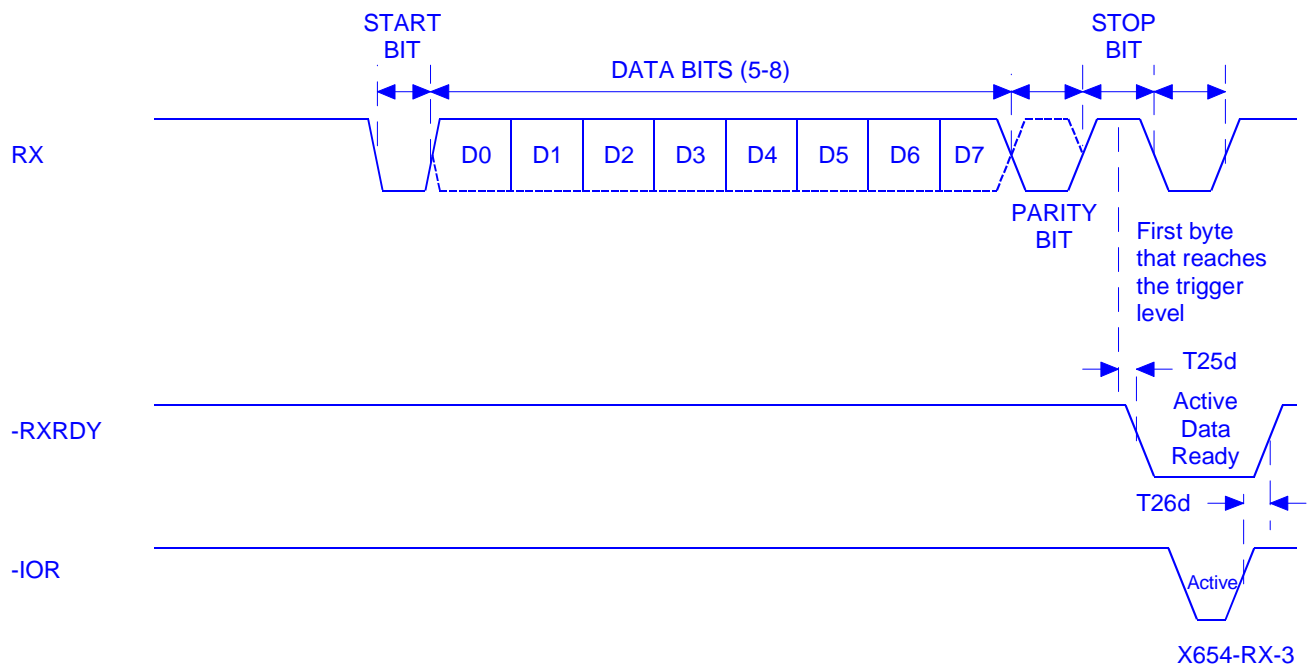 START
BIT
STOP
BIT
DATA BITS (5-8)
RX
D0 D1 D2 D3 D4 D5 D6 D7
PARITY
BIT
First byte
that reaches
the trigger
level
T25d
-RXRDY
Active
Data
Ready
T26d
-IOR
Active
X654-RX-3